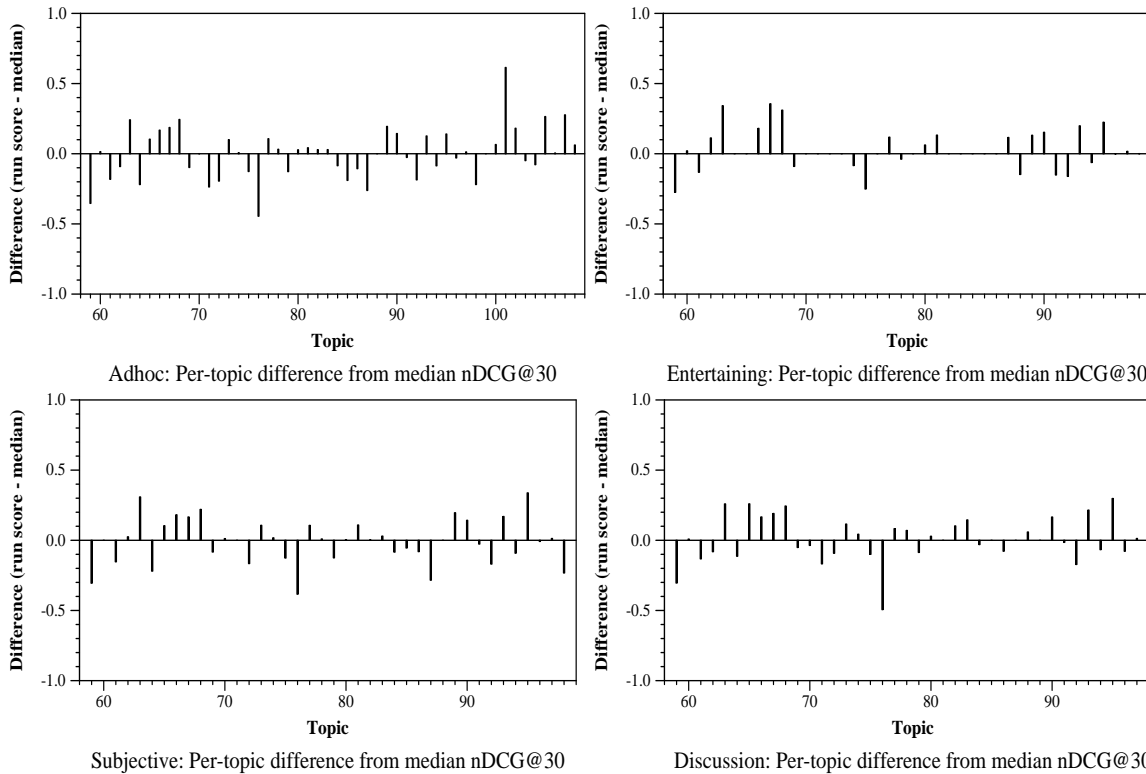 Difference (run score - median)
1.0
0.5
0.0
-0.5
-1.0
60 70 80 90 100
Topic
Adhoc: Per-topic difference from median nDCG@30
Difference (run score - median)
1.0
0.5
0.0
-0.5
-1.0
60 70 80 90
Topic
Entertaining: Per-topic difference from median nDCG@30
Difference (run score - median)
1.0
0.5
0.0
-0.5
-1.0
60 70 80 90
Topic
Subjective: Per-topic difference from median nDCG@30
Difference (run score - median)
1.0
0.5
0.0
-0.5
-1.0
60 70 80 90
Topic
Discussion: Per-topic difference from median nDCG@30